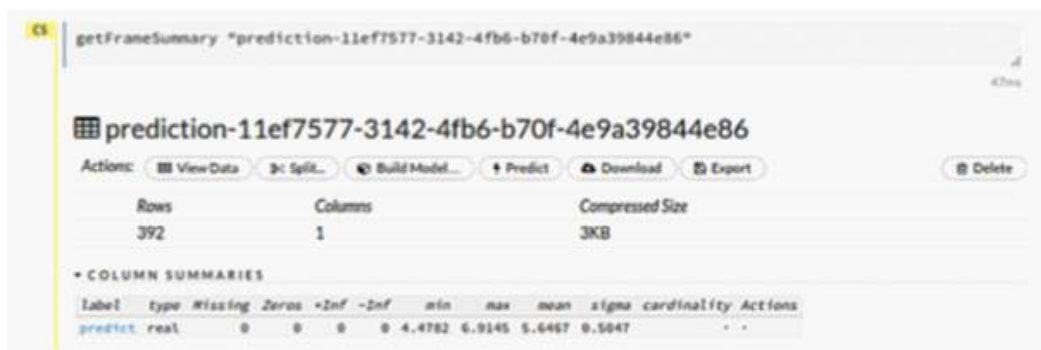 CS
getFrameSummary "prediction-11ef7577-3142-4fb6-b70f-4e9a39844e86"
47ms
prediction-11ef7577-3142-4fb6-b70f-4e9a39844e86
Actions: View Data Split... Build Model... Predict Download Export Delete
Rows Columns Compressed Size
392 1 3KB
COLUMN SUMMARIES
label type Missing Zeros +Inf -Inf min max mean sigma cardinality Actions
predict real 0 0 0 0 4.4782 6.9145 5.6467 0.5047 · ·